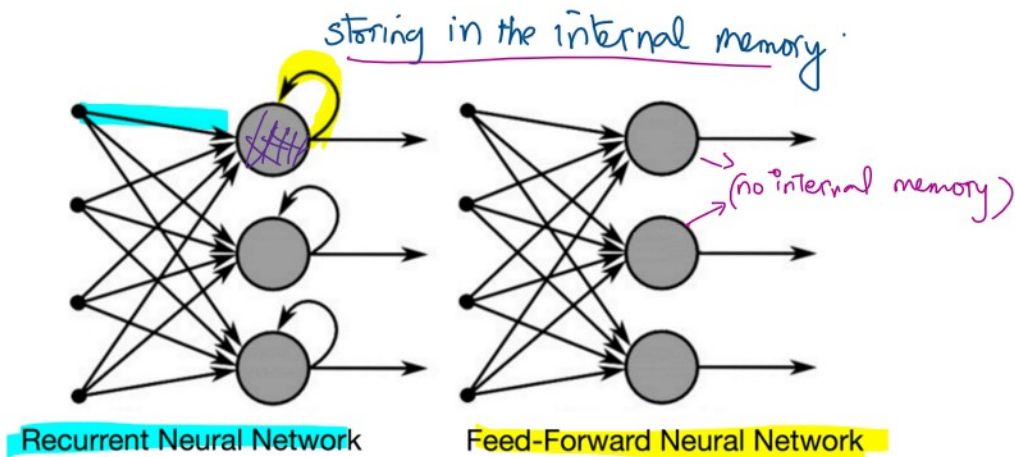 storing in the internal memory.
(no internal memory)
Recurrent Neural Network
Feed-Forward Neural Network